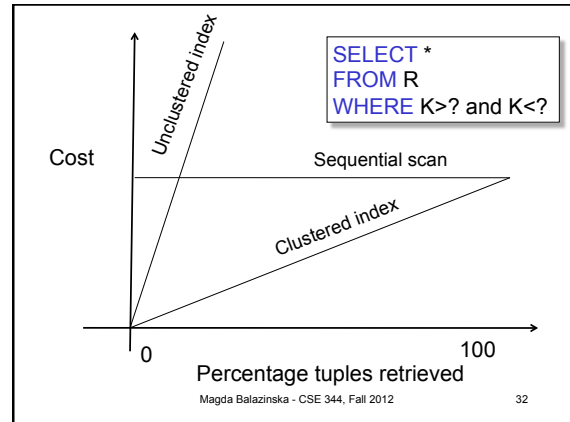 SELECT *
FROM R
WHERE K>? and K<?
Unclustered index
Cost
Sequential scan
Clustered index
0
100
Percentage tuples retrieved
Magda Balazinska - CSE 344, Fall 2012
32